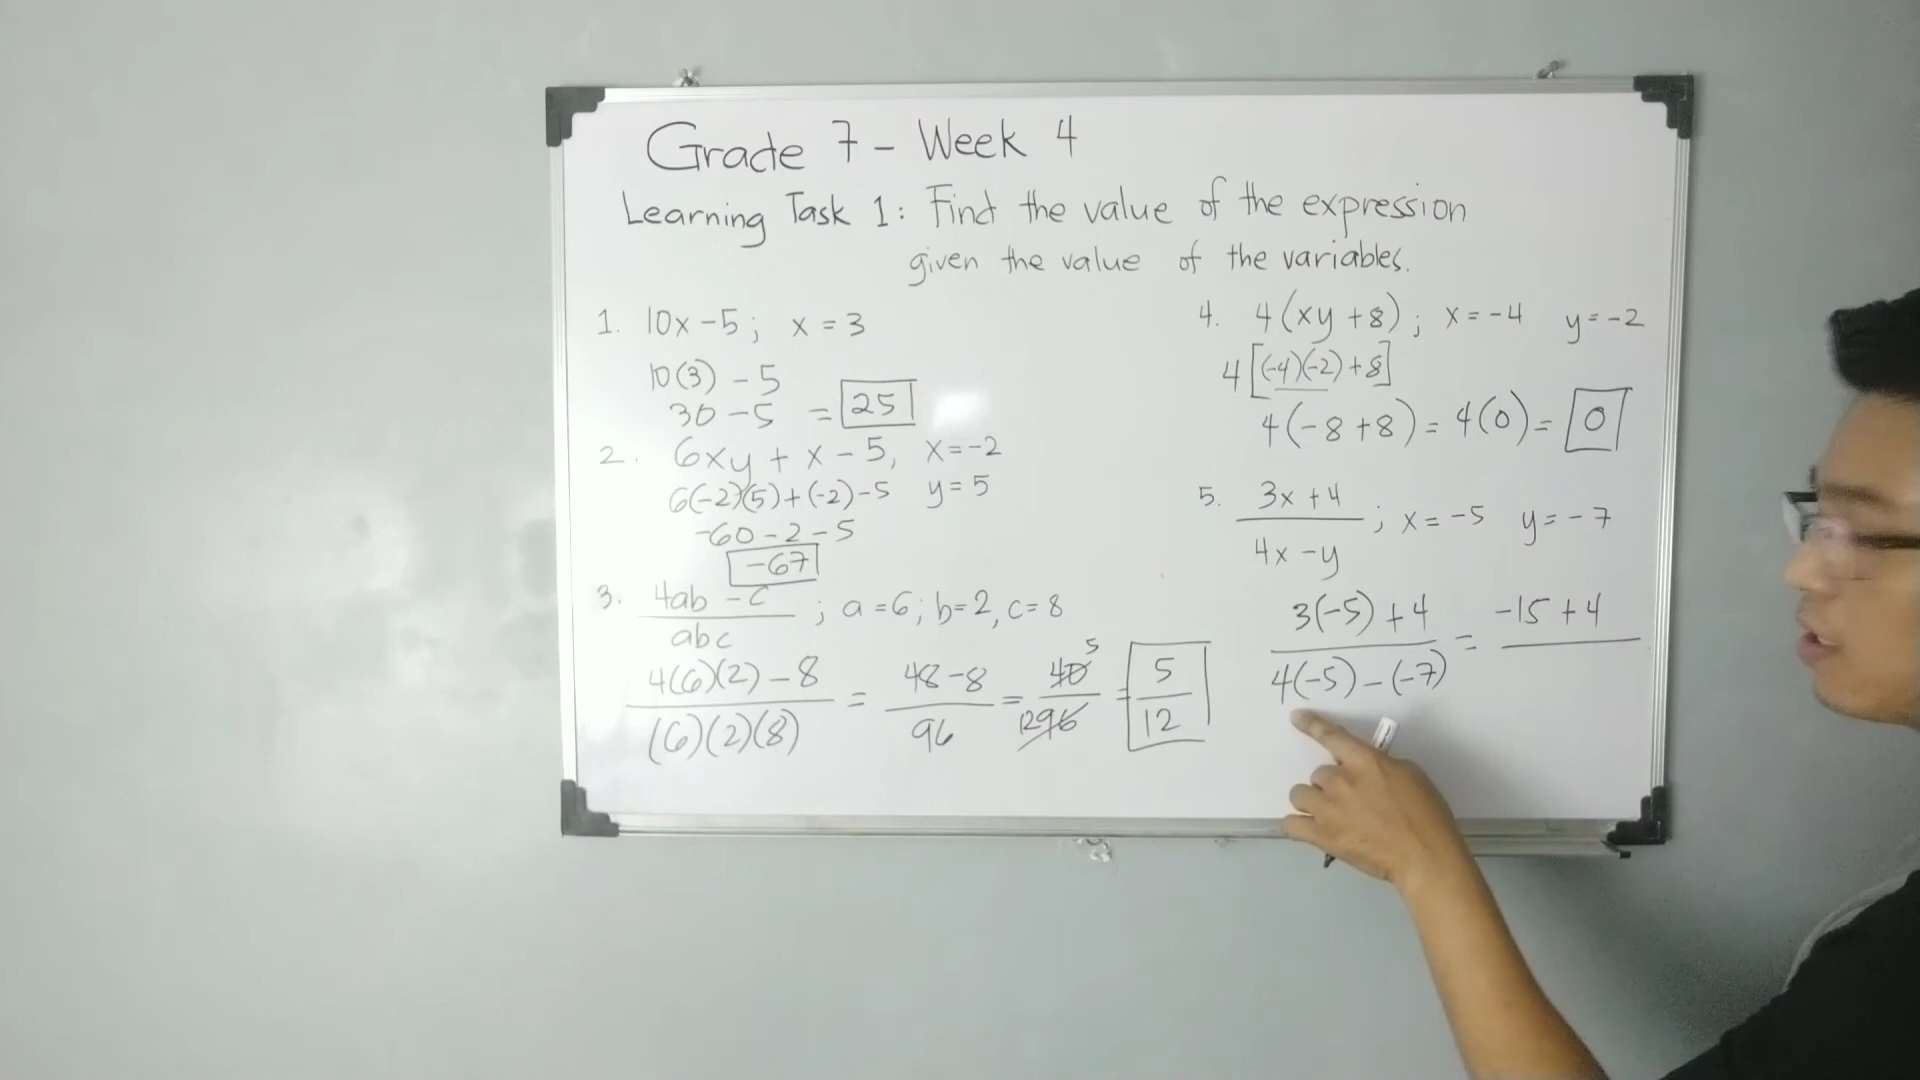 Grade 7 - Week 4
Learning Task 1: Find the value of the expression
given the value of the variables.
1. 10x - 5; x = 3
10(3) - 5
30 - 5 = 25
2. 6xy + x - 5, x = -2
6(-2)(5) + (-2) - 5 y = 5
-60 - 2 - 5
-67
3. 4ab - c
abc
; a = 6; b = 2, c = 8
4(6)(2) - 8
(6)(2)(8)
= 48 - 8
96
= 40 5
12 96
= 5
12
4. 4(xy + 8); x = -4 y = -2
4[(-4)(-2) + 8]
4(-8 + 8) = 4(0) = 0
5. 3x + 4
4x - y
; x = -5 y = -7
3(-5) + 4
4(-5) - (-7)
= -15 + 4